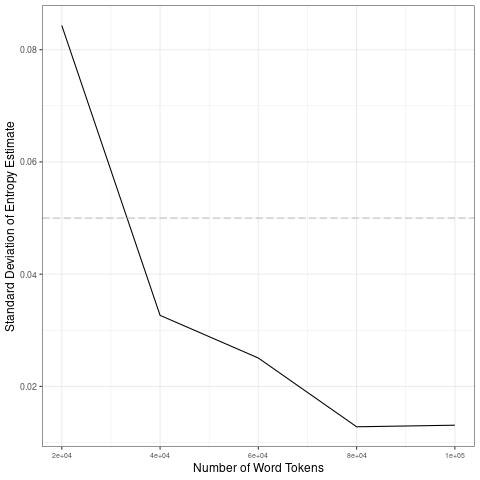 Standard Deviation of Entropy Estimate
0.08
0.06
0.04
0.02
2e+04 4e+04 6e+04 8e+04 1e+05
Number of Word Tokens